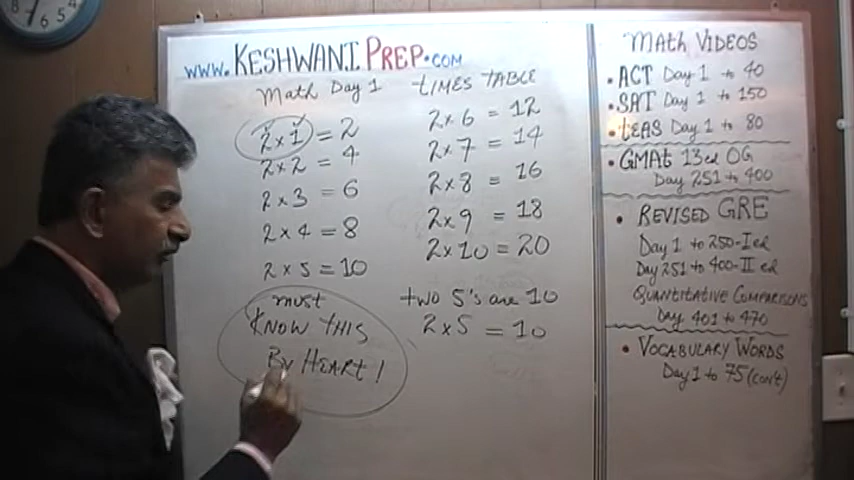 www.KESHWANI PREP.com
Math Day 1
TIMES TABLE
2 x 1 = 2
2 x 2 = 4
2 x 3 = 6
2 x 4 = 8
2 x 5 = 10
must
KNOW THIS
By HEART!
2 x 6 = 12
2 x 7 = 14
2 x 8 = 16
2 x 9 = 18
2 x 10 = 20
two 5's are 10
2 x 5 = 10
MATH VIDEOS
• ACT Day 1 to 40
• SAT Day 1 to 150
• tEAS Day 1 to 80
• GMAt 13ed OG
Day 251 to 400
• REVISED GRE
Day 1 to 250-I ed
Day 251 to 400-II ed
QUANTITATIVE COMPARISONS
Day 401 to 470
• VOCABULARY WORDS
Day 1 to 75 (con't)
8
7
6
5
4